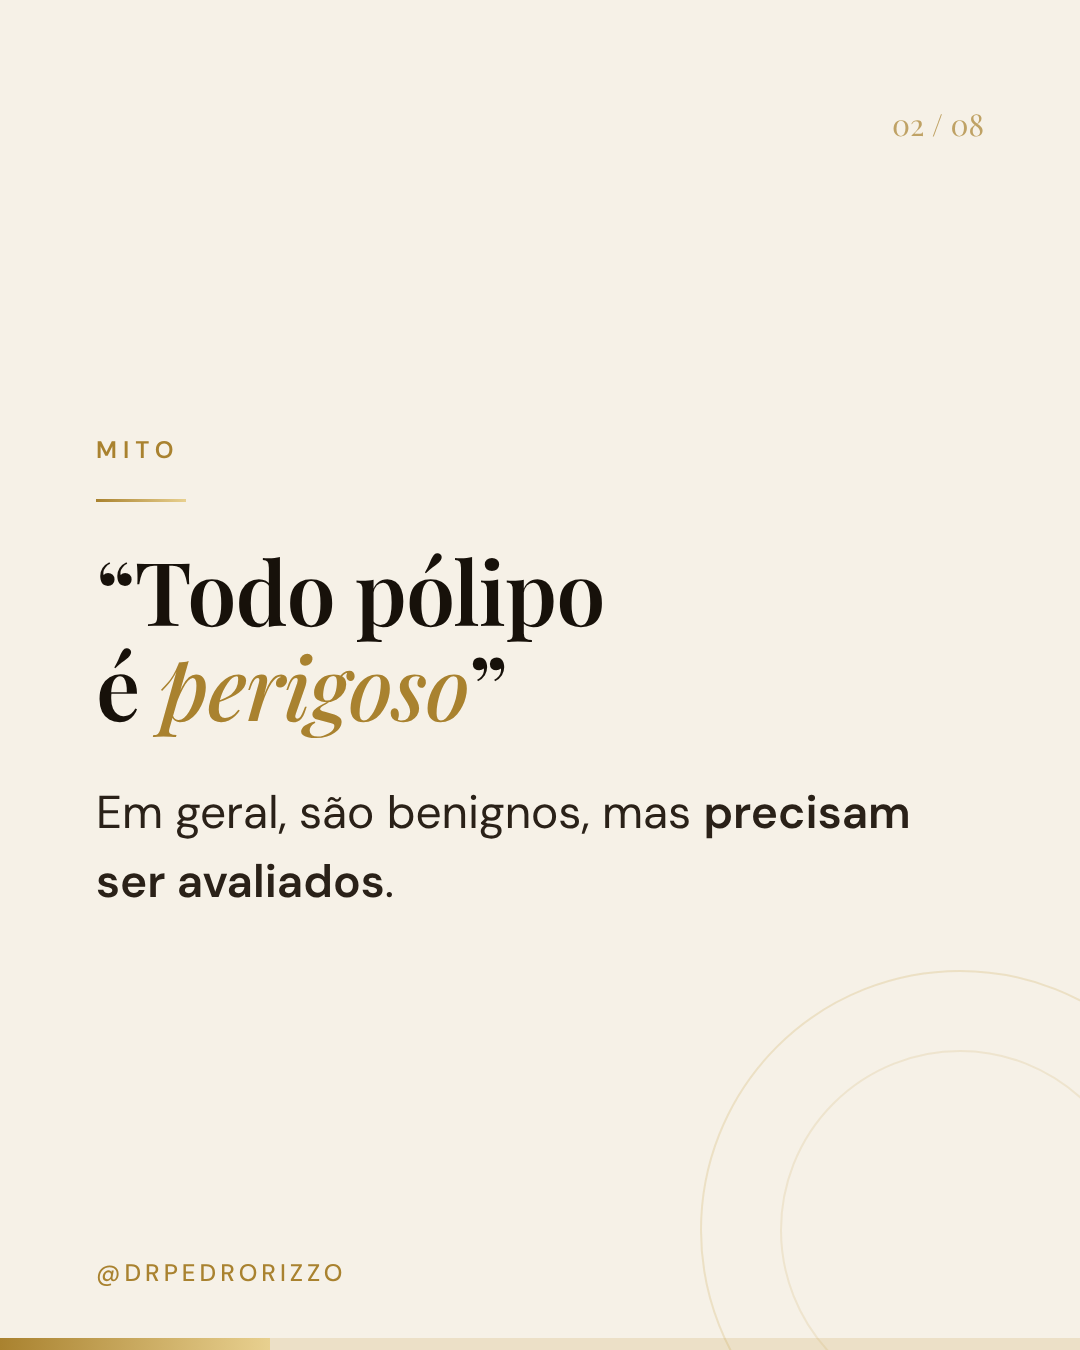 02 / 08
MITO
“Todo pólipo
é perigoso”
Em geral, são benignos, mas precisam
ser avaliados.
@DRPEDRORIZZO